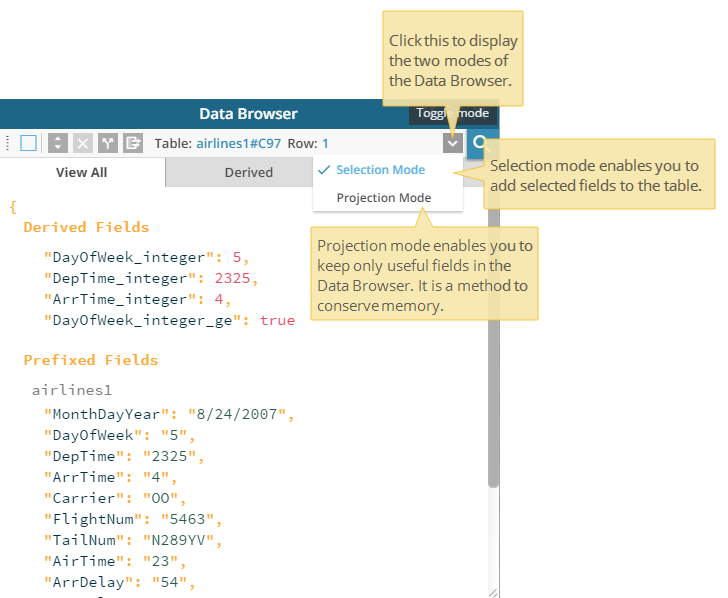 Click this to display
the two modes of
the Data Browser.
Data Browser
Toggle mode
Table: airlines1#C97 Row: 1
View All
Derived
Selection Mode
Projection Mode
Selection mode enables you to
add selected fields to the table.
Projection mode enables you to
keep only useful fields in the
Data Browser. It is a method to
conserve memory.
{
Derived Fields
"DayOfWeek_integer": 5,
"DepTime_integer": 2325,
"ArrTime_integer": 4,
"DayOfWeek_integer_ge": true
Prefixed Fields
airlines1
"MonthDayYear": "8/24/2007",
"DayOfWeek": "5",
"DepTime": "2325",
"ArrTime": "4",
"Carrier": "OO",
"FlightNum": "5463",
"TailNum": "N289YV",
"AirTime": "23",
"ArrDelay": "54",